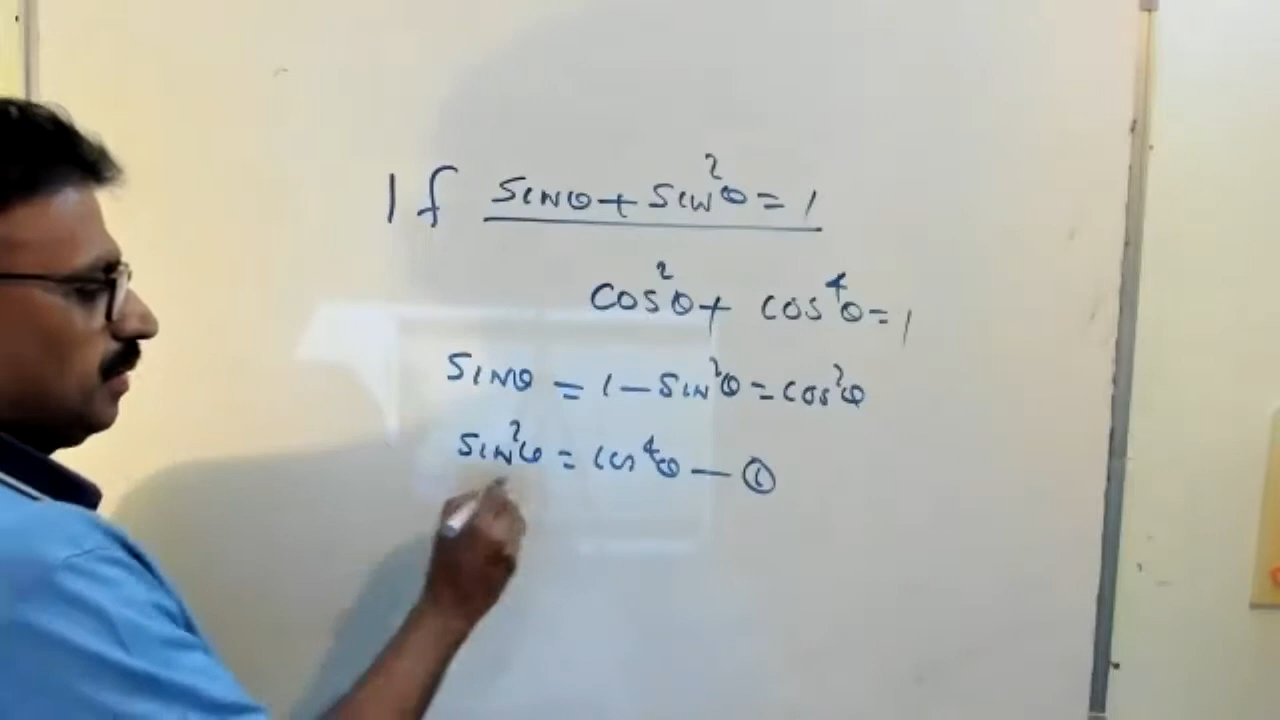 If sinθ + sin²θ = 1
cos²θ + cos⁴θ = 1
sinθ = 1 - sin²θ = cos²θ
sin²θ = cos⁴θ — ①